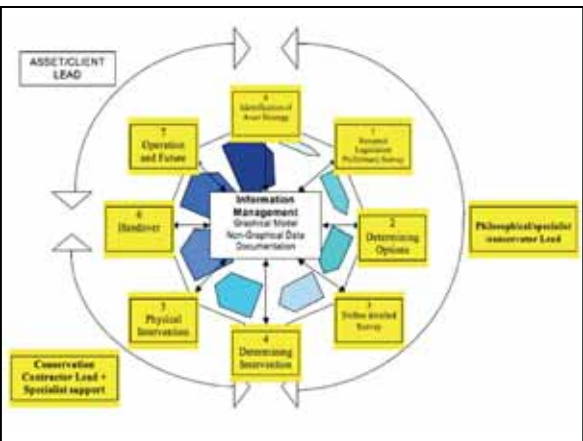 ASSET/CLIENT
LEAD
Identification of
Asset Strategy
7
Operation
and Future
1
Legislation
Preliminary Survey
Information
Management
Graphical Model
Non-Graphical Data
Documentation
6
Handover
2
Determining
Options
Philosophical/specialist
conservator Lead
5
Physical
Intervention
3
Define detailed
Survey
4
Determining
Intervention
Conservation
Contractor Lead +
Specialist support